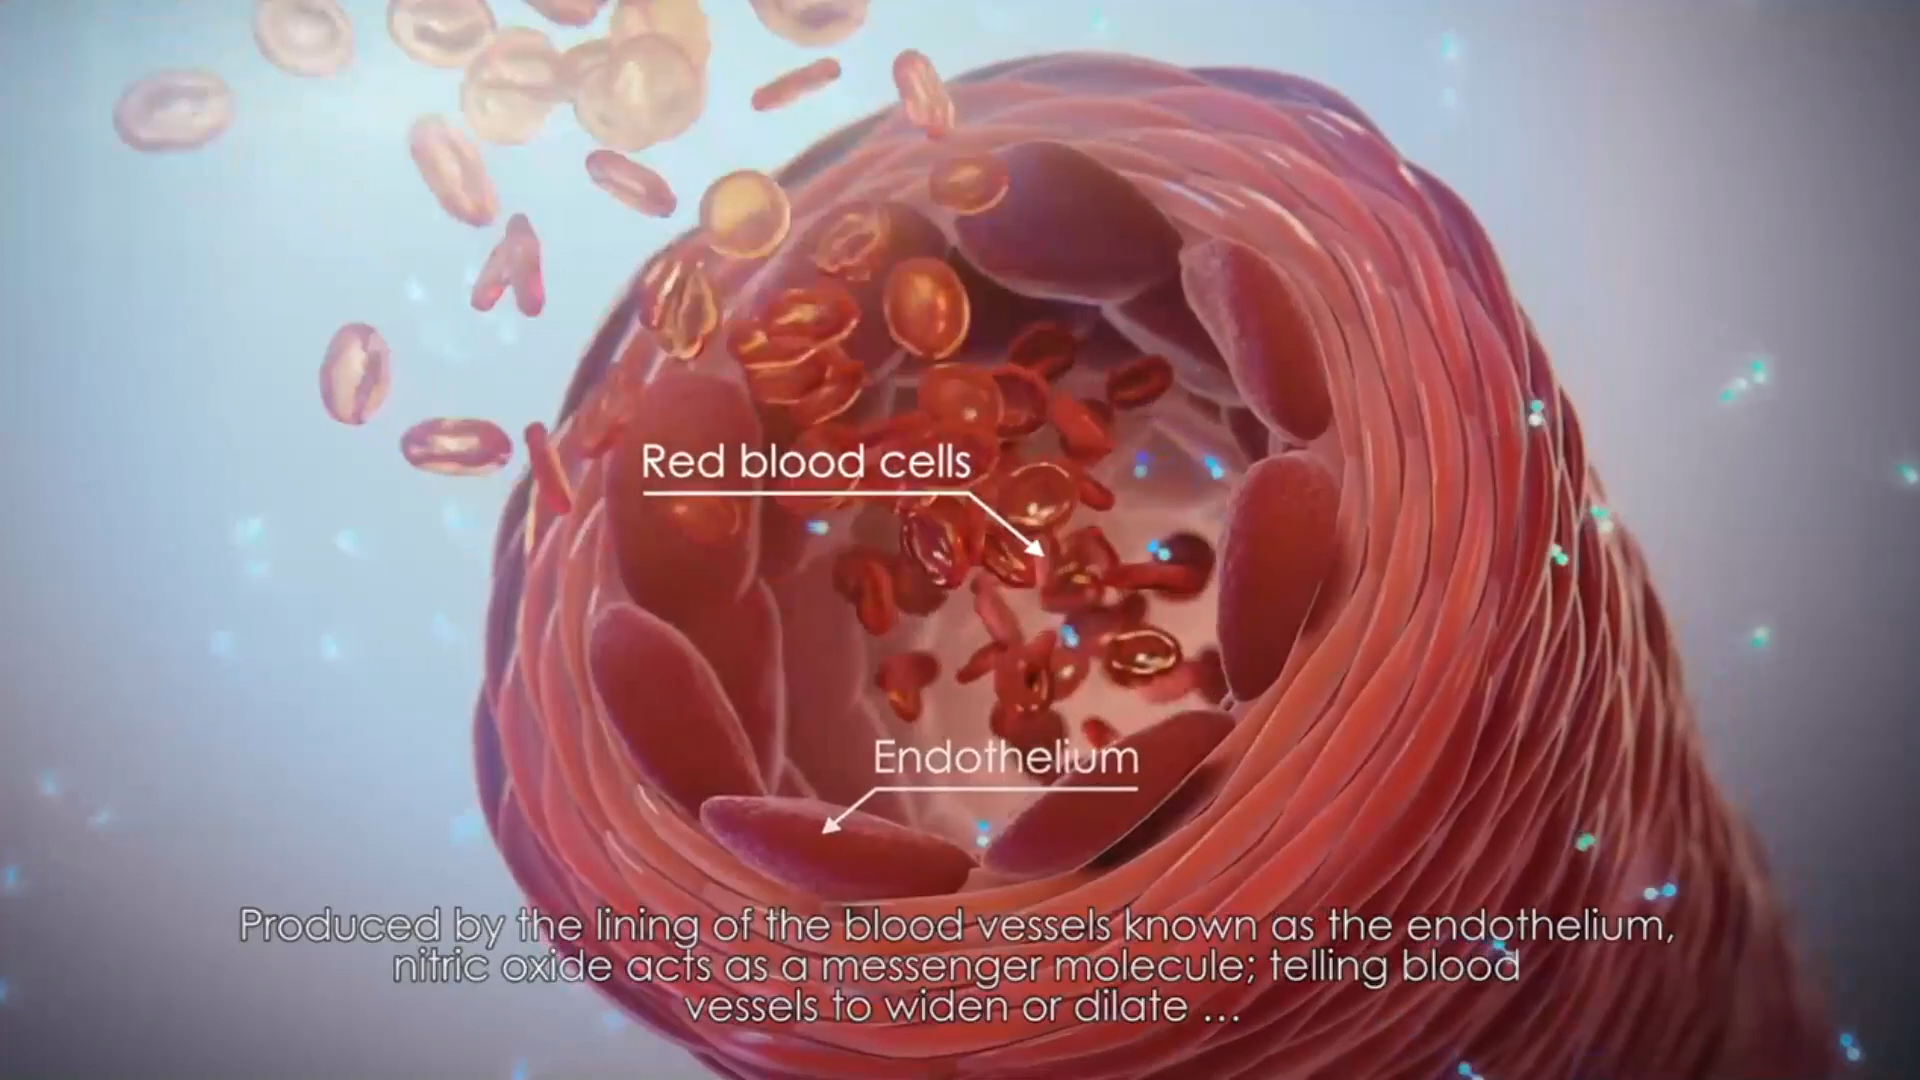 Red blood cells
Endothelium
Produced by the lining of the blood vessels known as the endothelium,
nitric oxide acts as a messenger molecule; telling blood
vessels to widen or dilate ...